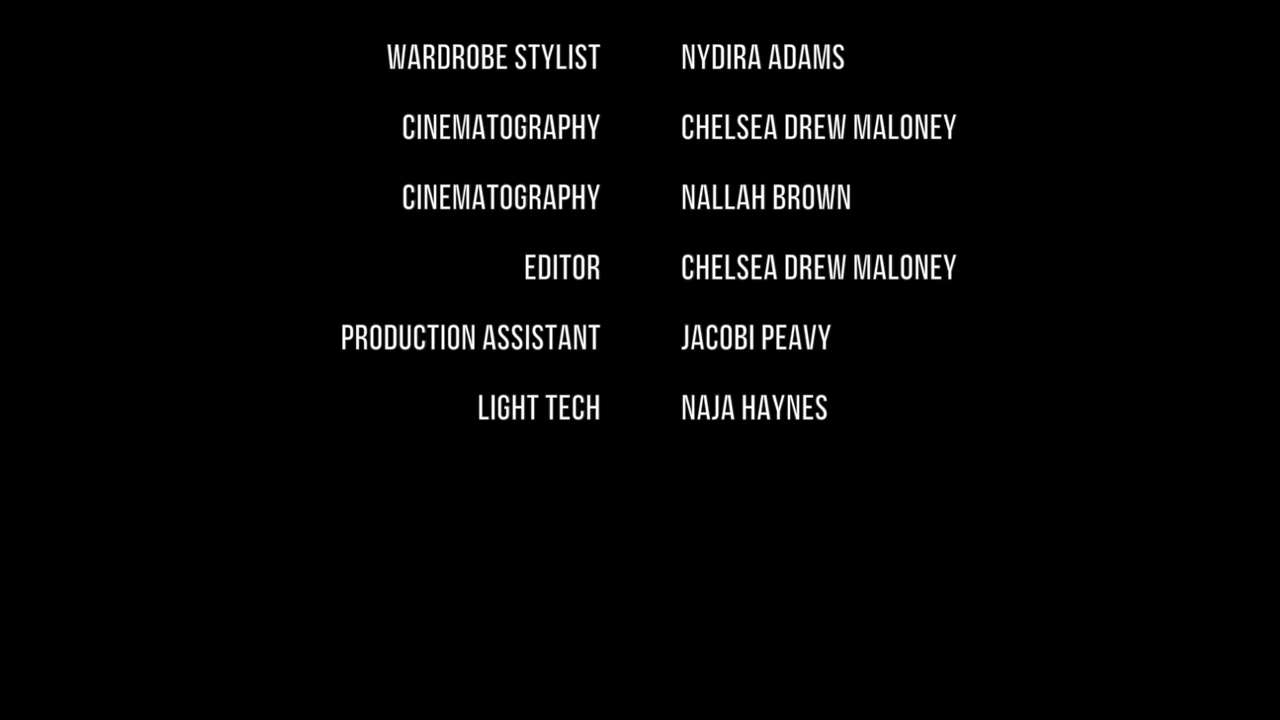 WARDROBE STYLIST NYDIRA ADAMS
CINEMATOGRAPHY CHELSEA DREW MALONEY
CINEMATOGRAPHY NALLAH BROWN
EDITOR CHELSEA DREW MALONEY
PRODUCTION ASSISTANT JACOBI PEAVY
LIGHT TECH NAJA HAYNES